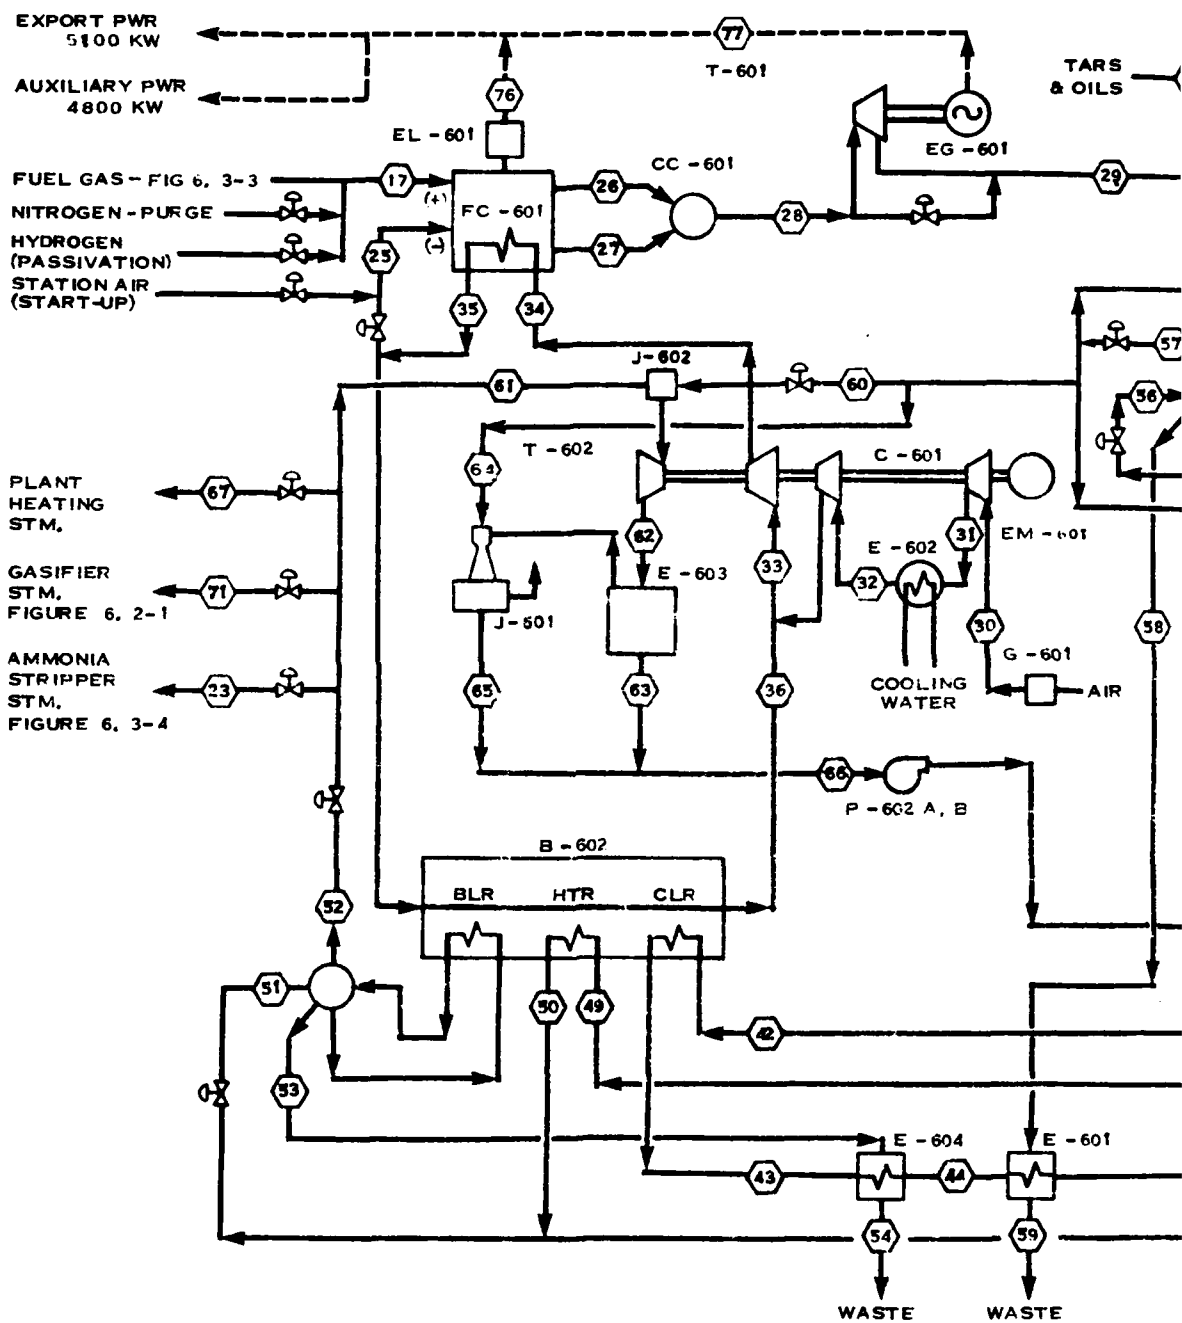 EXPORT PWR
5100 KW
77
T-601
TARS
& OILS
AUXILIARY PWR
4800 KW
76
EL-601
EG-601
CC-601
FUEL GAS-FIG 6. 3-3
17
(+)
FC-601
26
28
29
NITROGEN-PURGE
HYDROGEN
(PASSIVATION)
25
(-)
27
STATION AIR
(START-UP)
35
34
57
J-602
61
60
56
T-602
C-601
64
PLANT
HEATING
STM.
67
62
33
31
EM-601
E-602
GASIFIER
STM.
FIGURE 6. 2-1
71
E-603
32
J-601
30
58
G-601
AMMONIA
STRIPPER
STM.
FIGURE 6. 3-4
23
65
63
36
COOLING
WATER
AIR
66
P-602 A, B
B-602
BLR
HTR
CLR
52
51
50
49
42
53
E-604
E-601
43
44
54
59
WASTE
WASTE